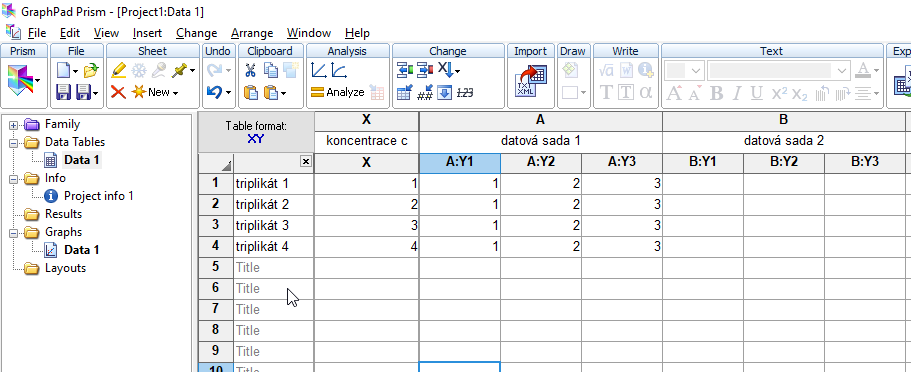 GraphPad Prism - [Project1:Data 1]
File Edit View Insert Change Arrange Window Help
Prism File Sheet Undo Clipboard Analysis Change Import Draw Write Text
New Analyze 123 TXT XML √α T T B I U X² X₂
A A
Family
Data Tables
Data 1
Info
Project info 1
Results
Graphs
Data 1
Layouts
Table format:
XY
X A B
koncentrace c datová sada 1 datová sada 2
X A:Y1 A:Y2 A:Y3 B:Y1 B:Y2 B:Y3
1 triplikát 1 1 1 2 3
2 triplikát 2 2 1 2 3
3 triplikát 3 3 1 2 3
4 triplikát 4 4 1 2 3
5 Title
6 Title
7 Title
8 Title
9 Title
10 Title